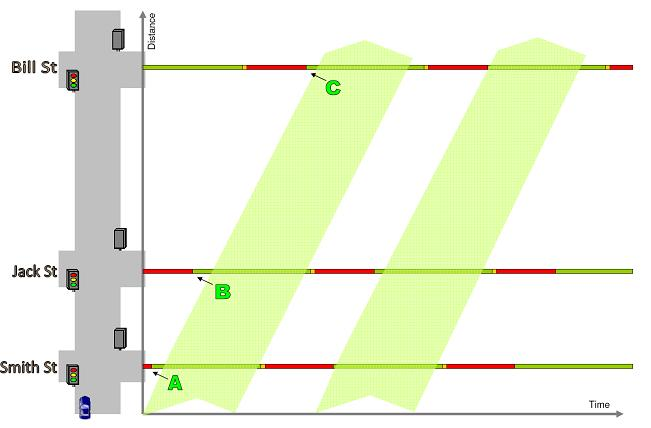 Distance
Bill St
C
Jack St
B
Smith St
A
Time